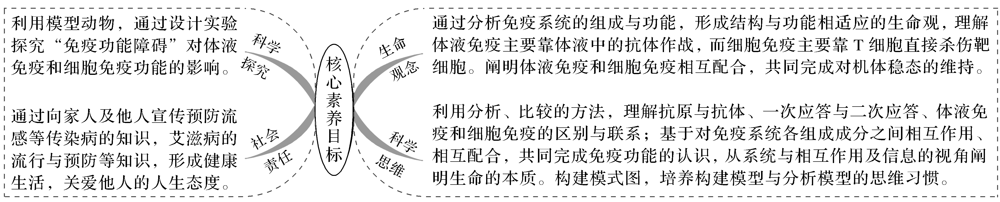 利用模型动物，通过设计实验
探究“免疫功能障碍”对体液
免疫和细胞免疫功能的影响。
科学
探究
通过向家人及他人宣传预防流
感等传染病的知识，艾滋病的
流行与预防等知识，形成健康
生活，关爱他人的人生态度。
社会
责任
核心素养目标
生命
观念
通过分析免疫系统的组成与功能，形成结构与功能相适应的生命观，理解
体液免疫主要靠体液中的抗体作战，而细胞免疫主要靠 T 细胞直接杀伤靶
细胞。阐明体液免疫和细胞免疫相互配合，共同完成对机体稳态的维持。
科学
思维
利用分析、比较的方法，理解抗原与抗体、一次应答与二次应答、体液免
疫和细胞免疫的区别与联系；基于对免疫系统各组成成分之间相互作用、
相互配合，共同完成免疫功能的认识，从系统与相互作用及信息的视角阐
明生命的本质。构建模式图，培养构建模型与分析模型的思维习惯。